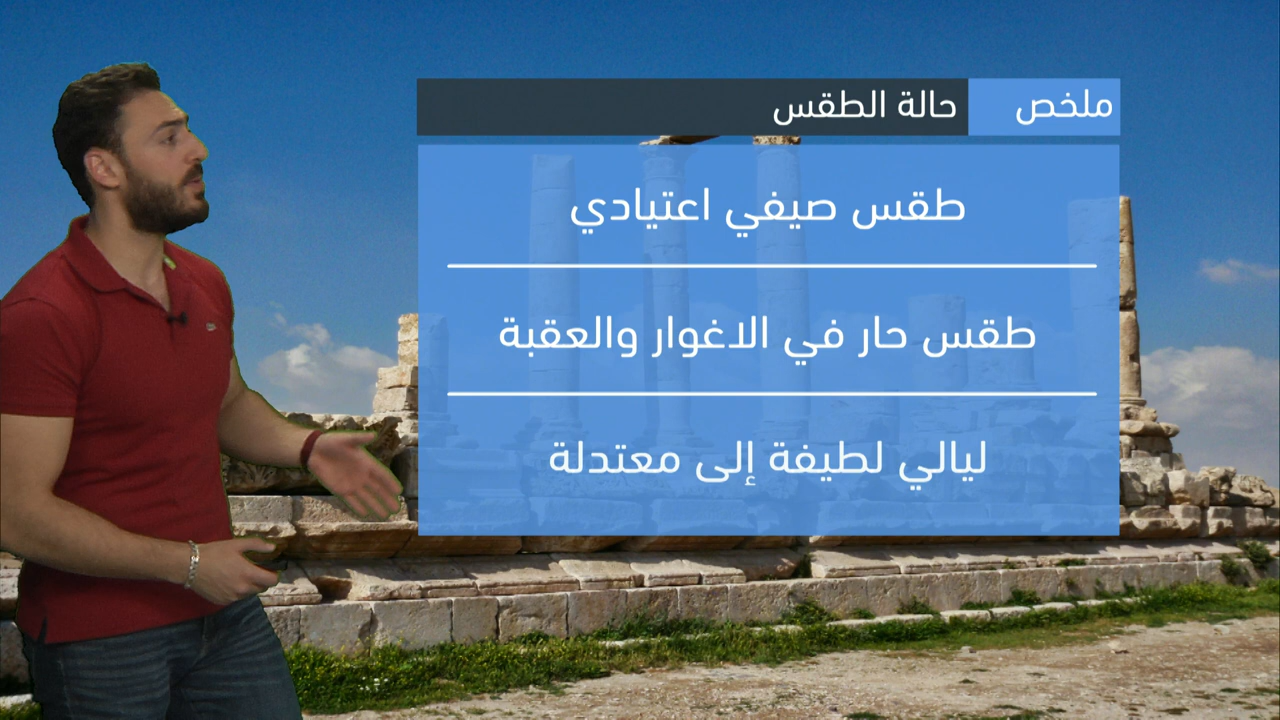 ملخص حالة الطقس
طقس صيفي اعتيادي
طقس حار في الاغوار والعقبة
ليالي لطيفة إلى معتدلة